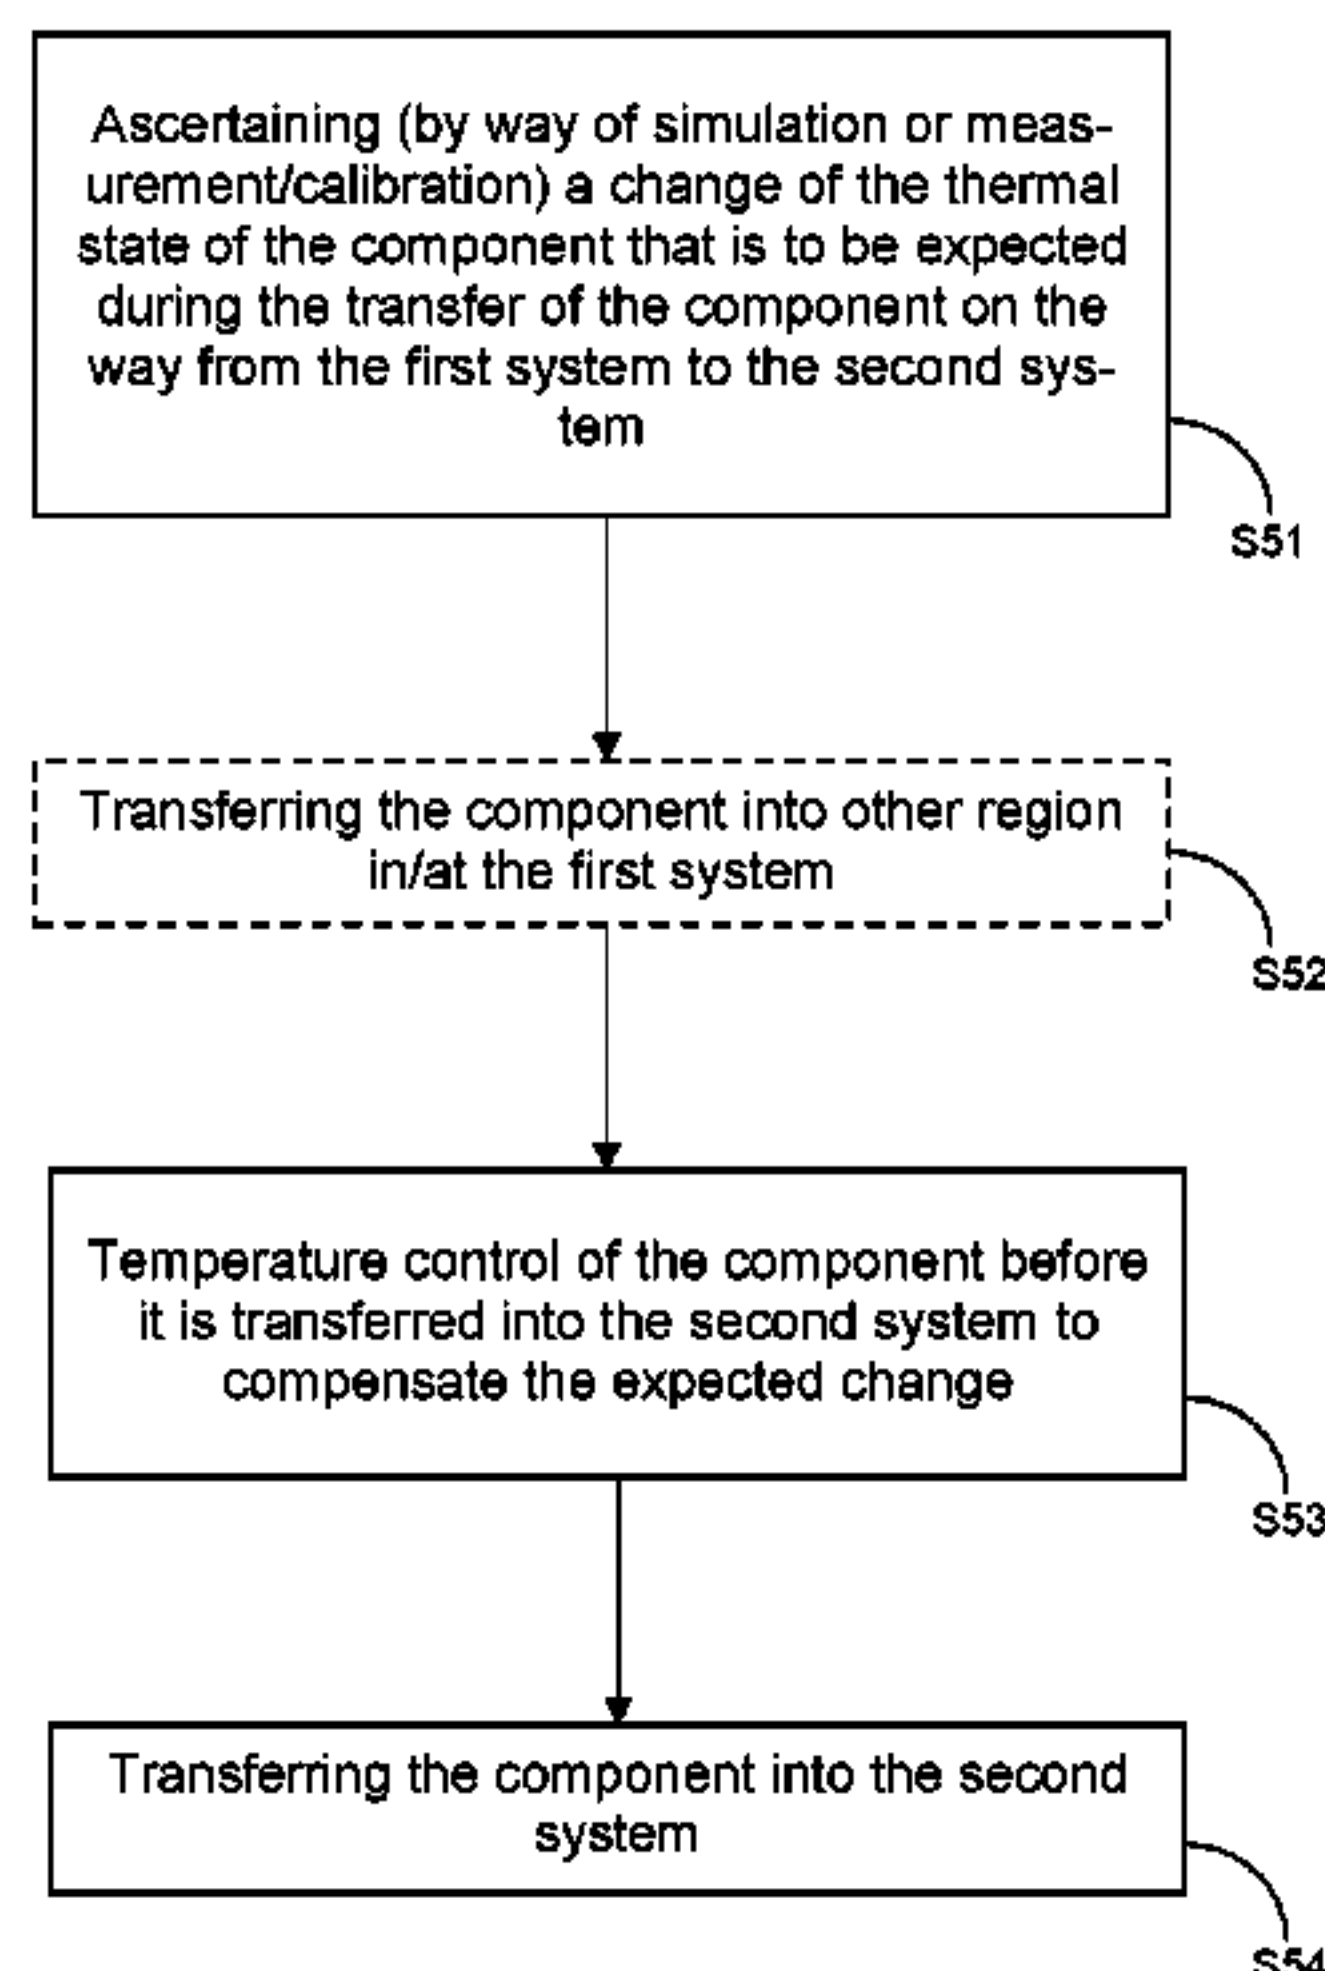 Ascertaining (by way of simulation or meas-
urement/calibration) a change of the thermal
state of the component that is to be expected
during the transfer of the component on the
way from the first system to the second sys-
tem
S51
Transferring the component into other region
in/at the first system
S52
Temperature control of the component before
it is transferred into the second system to
compensate the expected change
S53
Transferring the component into the second
system
S54